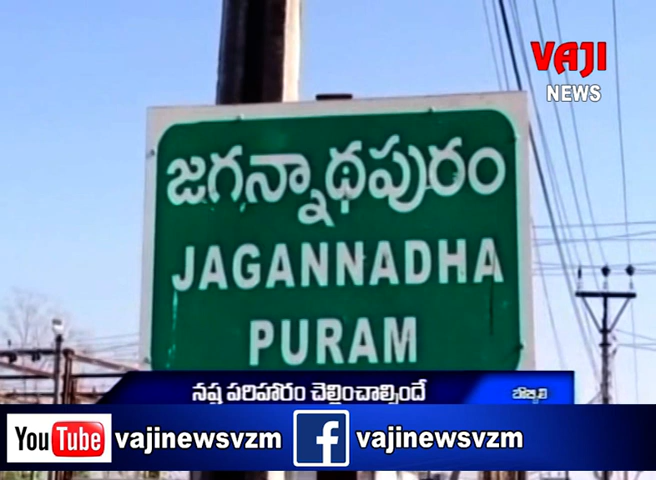 VAJI
NEWS
జగన్నాథపురం
JAGANNADHA
PURAM
నష్ట పరిహారం చెల్లించాల్సిందే
బొబ్బిలి
YouTube vajinewsvzm f vajinewsvzm